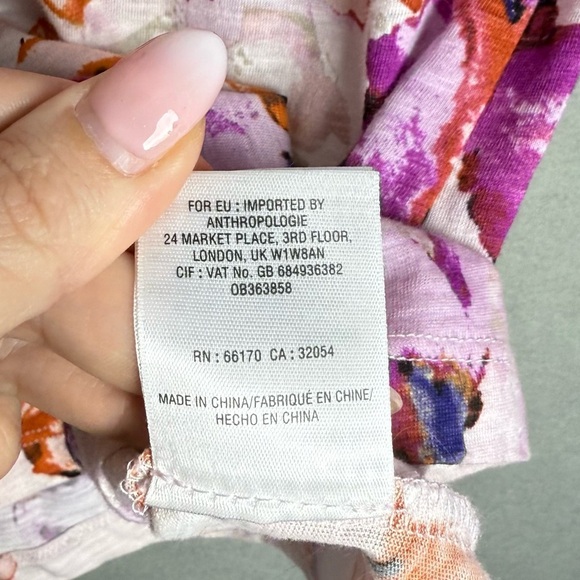 FOR EU : IMPORTED BY
ANTHROPOLOGIE
24 MARKET PLACE, 3RD FLOOR,
LONDON, UK W1W8AN
CIF : VAT No. GB 684936382
OB363858
RN : 66170 CA : 32054
MADE IN CHINA/FABRIQUÉ EN CHINE/
HECHO EN CHINA